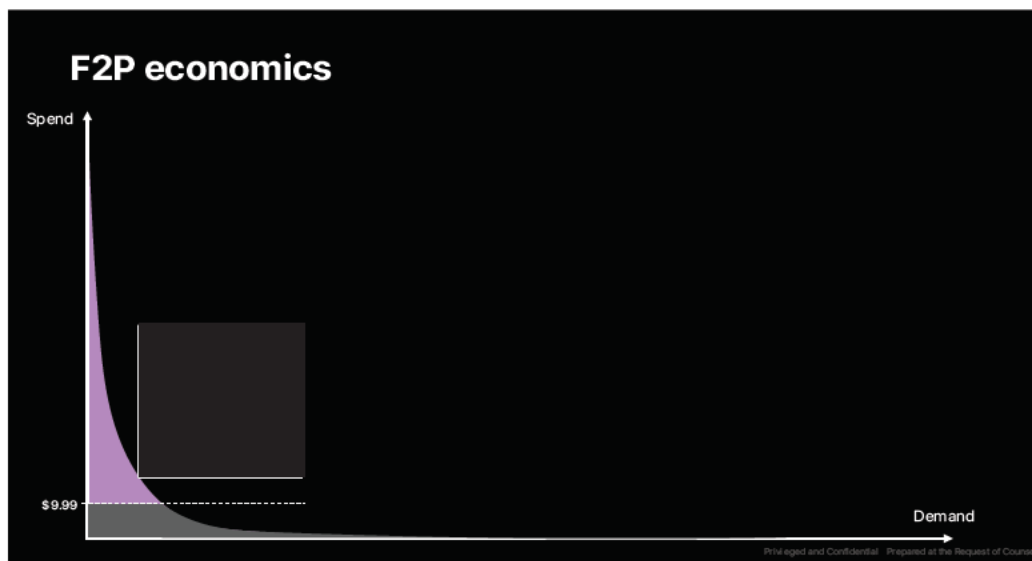 F2P economics
Spend
$9.99
Demand
Privileged and Confidential Prepared at the Request of